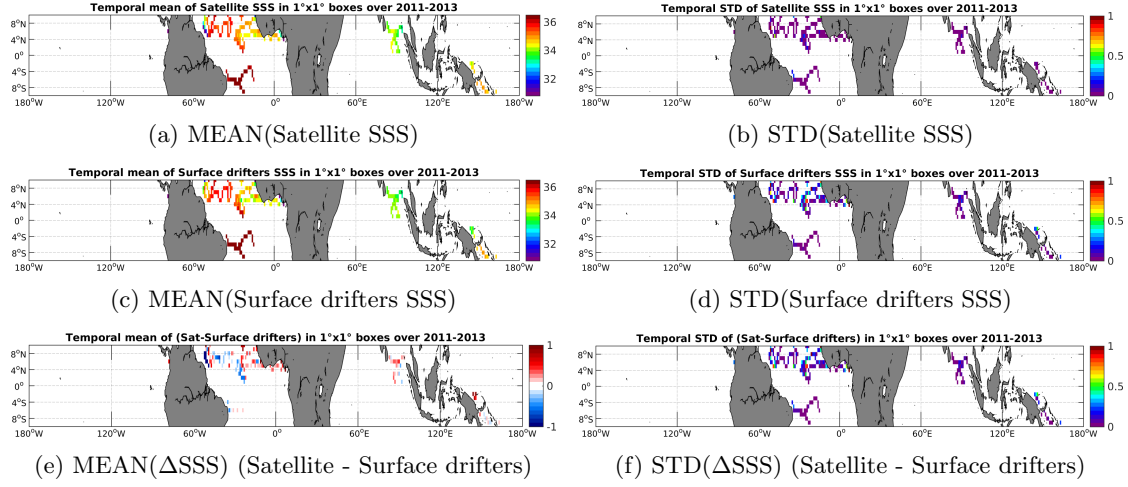 Temporal mean of Satellite SSS in 1°x1° boxes over 2011-2013
8°N
4°N
0°
4°S
8°S
180°W 120°W 60°W 0° 60°E 120°E 180°W
36
34
32
(a) MEAN(Satellite SSS)
Temporal STD of Satellite SSS in 1°x1° boxes over 2011-2013
8°N
4°N
0°
4°S
8°S
180°W 120°W 60°W 0° 60°E 120°E 180°W
1
0.5
0
(b) STD(Satellite SSS)
Temporal mean of Surface drifters SSS in 1°x1° boxes over 2011-2013
8°N
4°N
0°
4°S
8°S
180°W 120°W 60°W 0° 60°E 120°E 180°W
36
34
32
(c) MEAN(Surface drifters SSS)
Temporal STD of Surface drifters SSS in 1°x1° boxes over 2011-2013
8°N
4°N
0°
4°S
8°S
180°W 120°W 60°W 0° 60°E 120°E 180°W
1
0.5
0
(d) STD(Surface drifters SSS)
Temporal mean of (Sat-Surface drifters) in 1°x1° boxes over 2011-2013
8°N
4°N
0°
4°S
8°S
180°W 120°W 60°W 0° 60°E 120°E 180°W
1
0
-1
(e) MEAN(ΔSSS) (Satellite - Surface drifters)
Temporal STD of (Sat-Surface drifters) in 1°x1° boxes over 2011-2013
8°N
4°N
0°
4°S
8°S
180°W 120°W 60°W 0° 60°E 120°E 180°W
1
0.5
0
(f) STD(ΔSSS) (Satellite - Surface drifters)